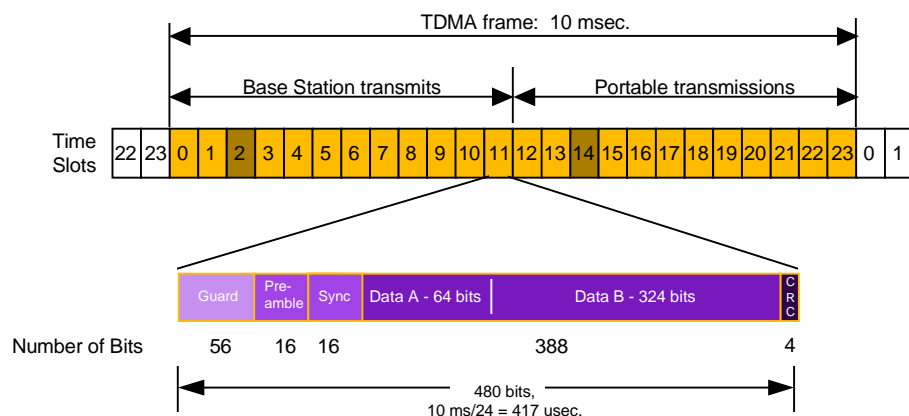 TDMA frame: 10 msec.
Base Station transmits
Portable transmissions
Time
Slots
22 23 0 1 2 3 4 5 6 7 8 9 10 11 12 13 14 15 16 17 18 19 20 21 22 23 0 1
Guard
Pre-
amble
Sync
Data A - 64 bits
Data B - 324 bits
C
R
C
Number of Bits
56 16 16 388 4
480 bits,
10 ms/24 = 417 usec.